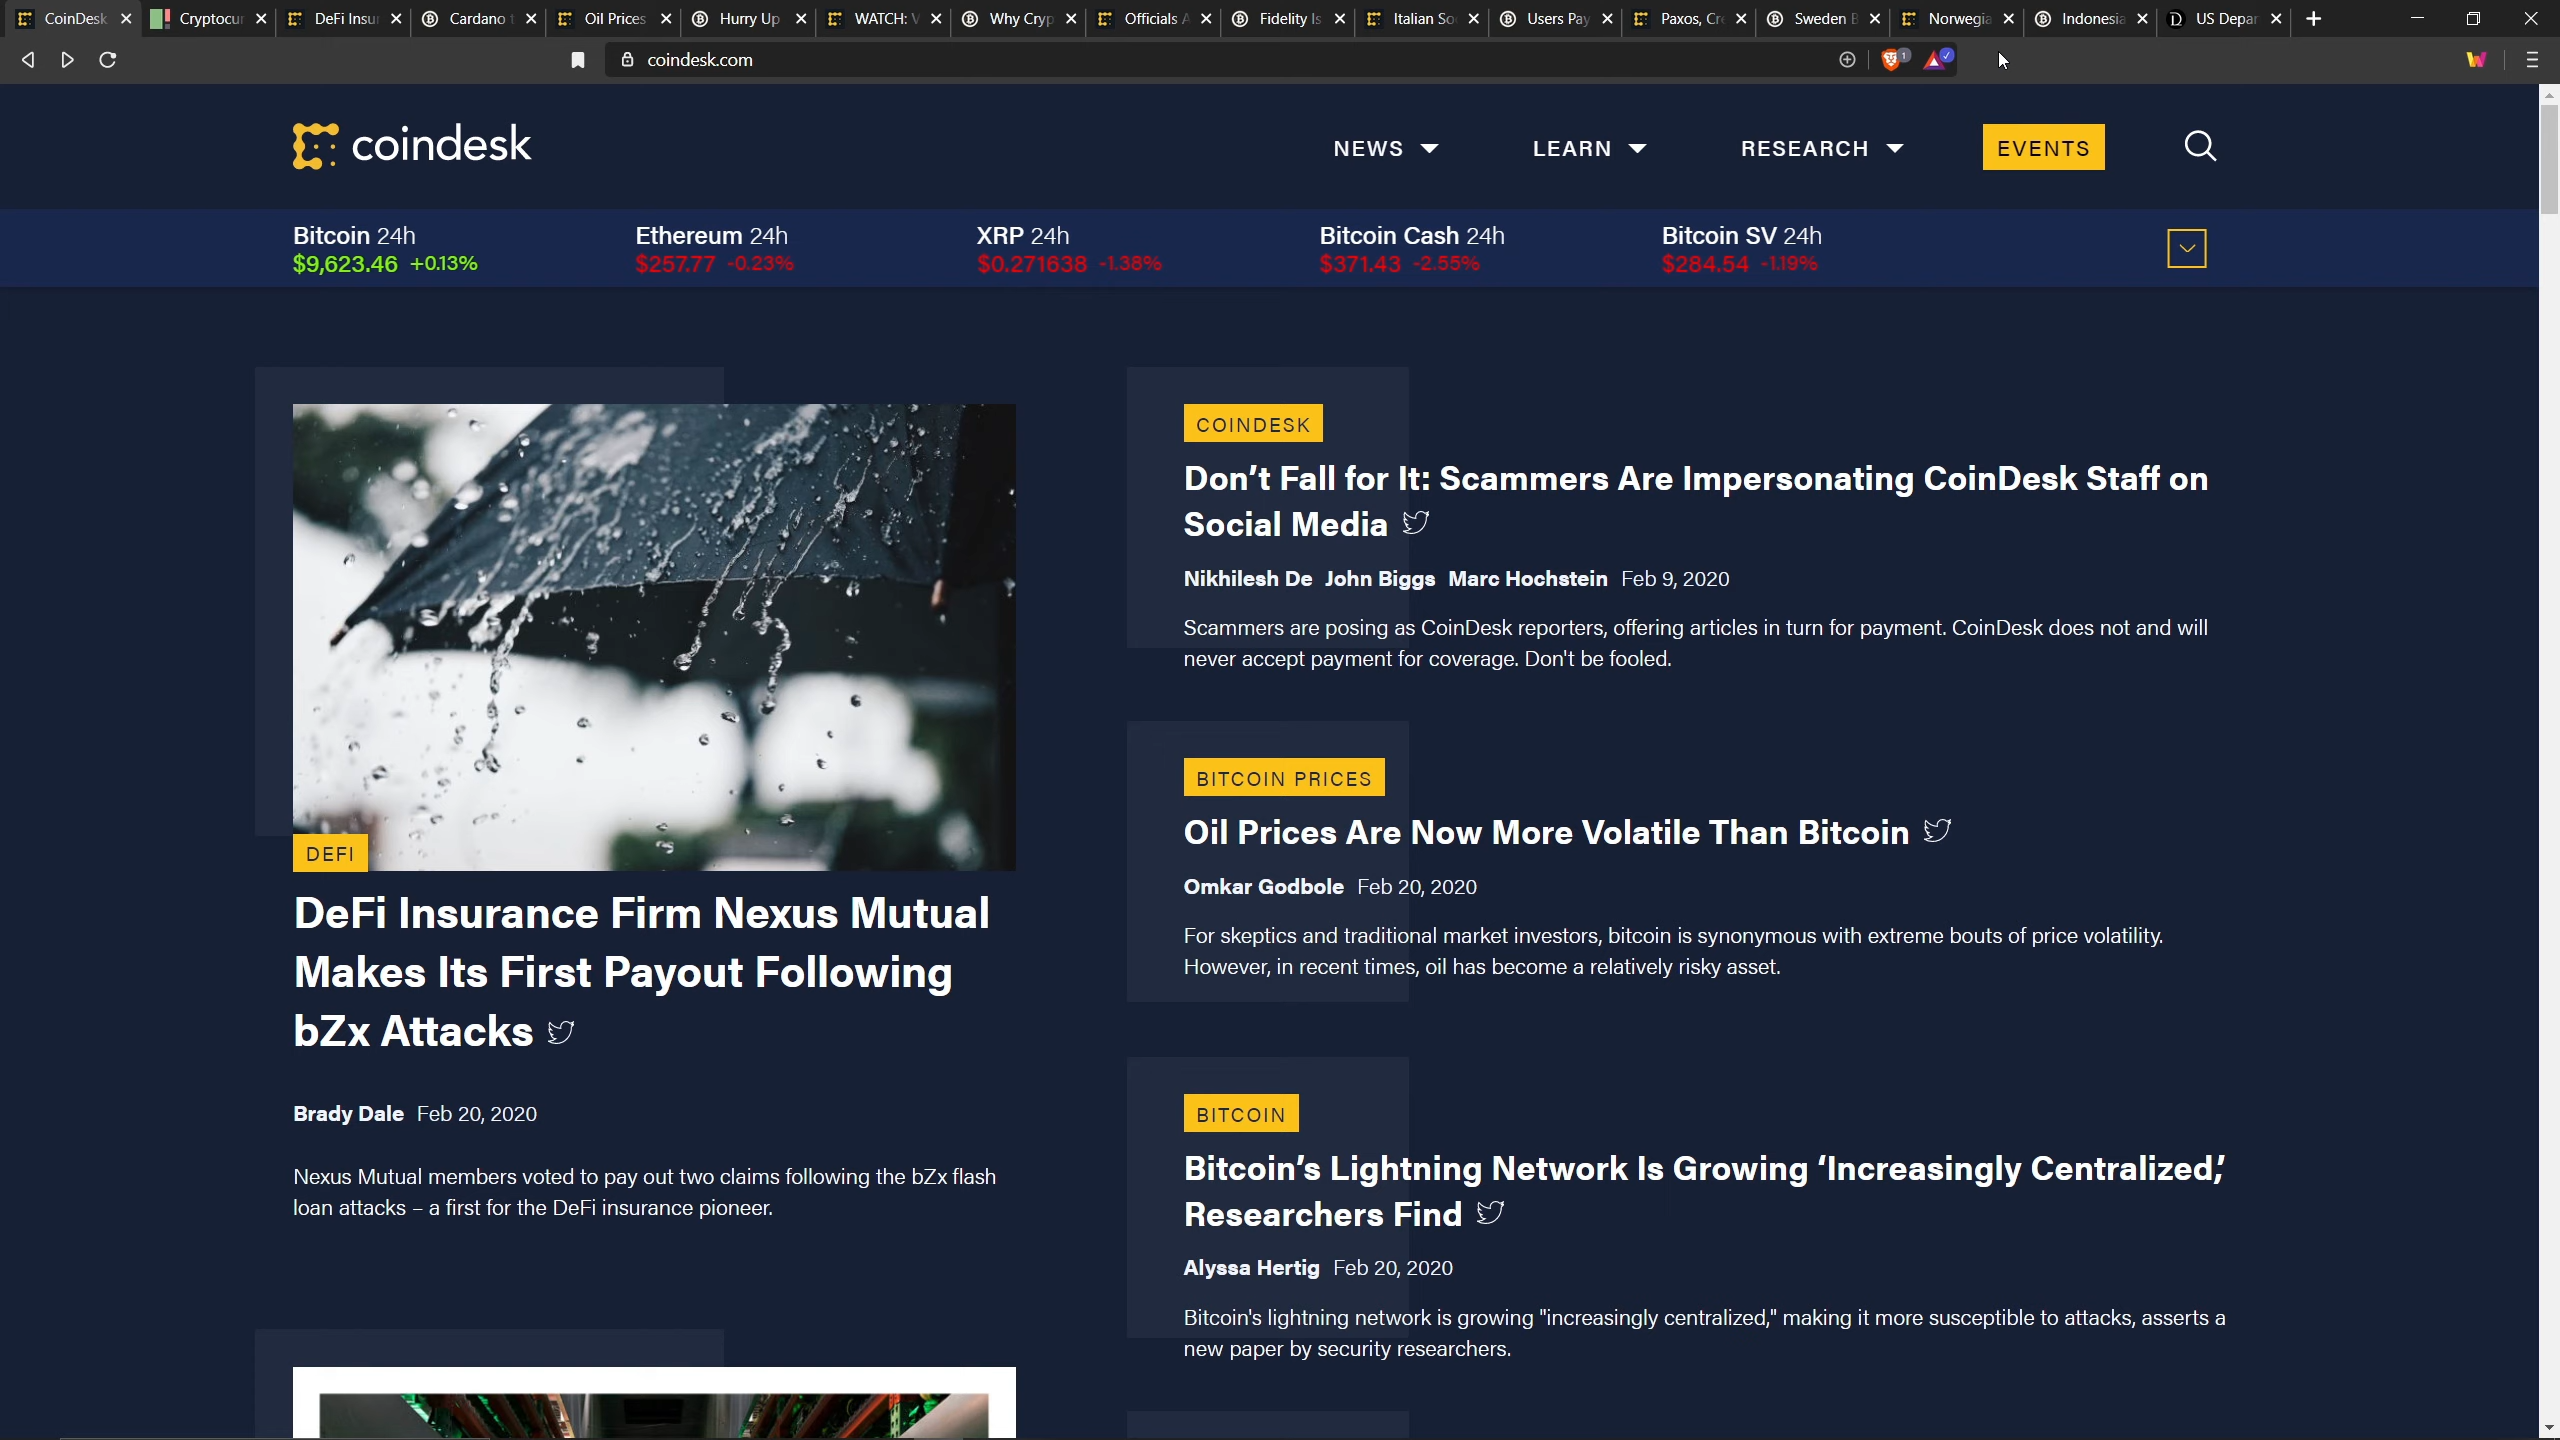 CoinDesk
Cryptocur
DeFi Insur
Cardano
Oil Prices
Hurry Up
WATCH:
Why Cryp
Officials
Fidelity Is
Italian So
Users Pay
Paxos,
Sweden
Norwegia
Indonesia
US Depar
coindesk.com
coindesk
NEWS
LEARN
RESEARCH
EVENTS
Bitcoin 24h
$9,623.46 +0.13%
Ethereum 24h
$257.77 -0.23%
XRP 24h
$0.271638 -1.38%
Bitcoin Cash 24h
$371.43 -2.55%
Bitcoin SV 24h
$284.54 -1.19%
DEFI
DeFi Insurance Firm Nexus Mutual
Makes Its First Payout Following
bZx Attacks
Brady Dale Feb 20, 2020
Nexus Mutual members voted to pay out two claims following the bZx flash
loan attacks – a first for the DeFi insurance pioneer.
COINDESK
Don’t Fall for It: Scammers Are Impersonating CoinDesk Staff on
Social Media
Nikhilesh De John Biggs Marc Hochstein Feb 9, 2020
Scammers are posing as CoinDesk reporters, offering articles in turn for payment. CoinDesk does not and will
never accept payment for coverage. Don't be fooled.
BITCOIN PRICES
Oil Prices Are Now More Volatile Than Bitcoin
Omkar Godbole Feb 20, 2020
For skeptics and traditional market investors, bitcoin is synonymous with extreme bouts of price volatility.
However, in recent times, oil has become a relatively risky asset.
BITCOIN
Bitcoin’s Lightning Network Is Growing ‘Increasingly Centralized,’
Researchers Find
Alyssa Hertig Feb 20, 2020
Bitcoin's lightning network is growing "increasingly centralized," making it more susceptible to attacks, asserts a
new paper by security researchers.